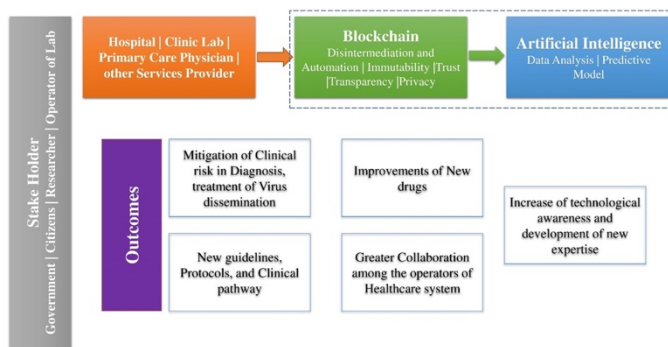 Stake Holder
Government | Citizens | Researcher | Operator of Lab
Hospital | Clinic Lab |
Primary Care Physician |
other Services Provider
Blockchain
Disintermediation and
Automation | Immutability |Trust
|Transparency |Privacy
Artificial Intelligence
Data Analysis | Predictive
Model
Outcomes
Mitigation of Clinical
risk in Diagnosis,
treatment of Virus
dissemination
Improvements of New
drugs
Increase of technological
awareness and
development of new
expertise
New guidelines,
Protocols, and Clinical
pathway
Greater Collaboration
among the operators of
Healthcare system